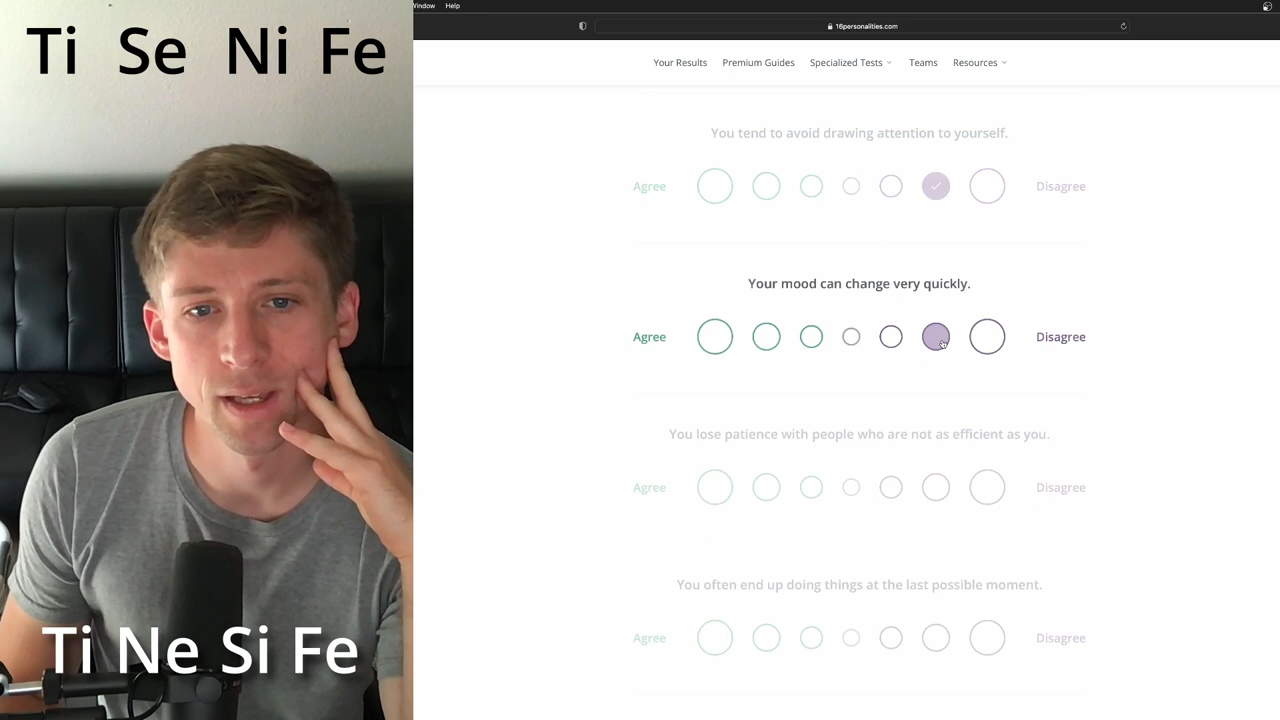 Ti Se Ni Fe
Ti Ne Si Fe
Window Help
16personalities.com
Your Results Premium Guides Specialized Tests Teams Resources
You tend to avoid drawing attention to yourself.
Agree Disagree
Your mood can change very quickly.
Agree Disagree
You lose patience with people who are not as efficient as you.
Agree Disagree
You often end up doing things at the last possible moment.
Agree Disagree